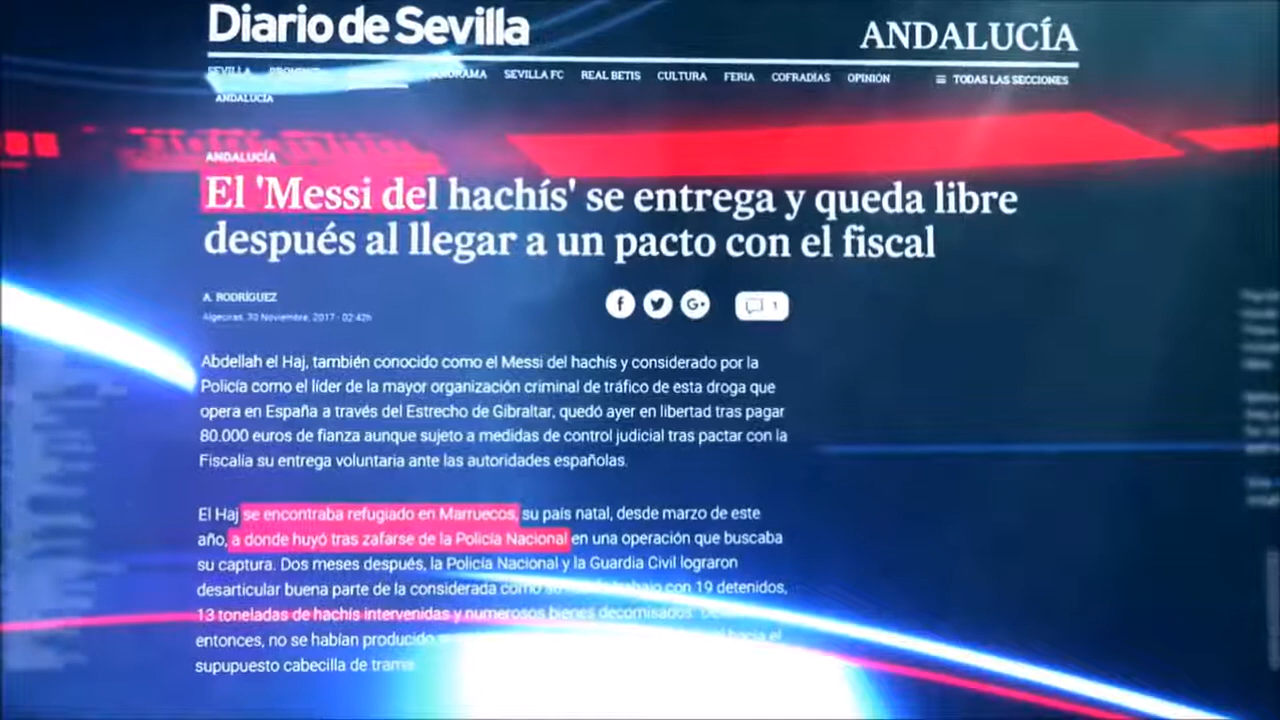 Diario de Sevilla
ANDALUCÍA
SEVILLA SEVILLA FC REAL BETIS CULTURA FERIA COFRADÍAS OPINIÓN TODAS LAS SECCIONES
ANDALUCÍA
ANDALUCÍA
El 'Messi del hachís' se entrega y queda libre
después al llegar a un pacto con el fiscal
A. RODRÍGUEZ
Algeciras, 30 Noviembre, 2017 - 02:42h
f G+ 1
Abdellah el Haj, también conocido como el Messi del hachís y considerado por la
Policía como el líder de la mayor organización criminal de tráfico de esta droga que
opera en España a través del Estrecho de Gibraltar, quedó ayer en libertad tras pagar
80.000 euros de fianza aunque sujeto a medidas de control judicial tras pactar con la
Fiscalía su entrega voluntaria ante las autoridades españolas.
El Haj se encontraba refugiado en Marruecos, su país natal, desde marzo de este
año, a donde huyó tras zafarse de la Policía Nacional en una operación que buscaba
su captura. Dos meses después, la Policía Nacional y la Guardia Civil lograron
desarticular buena parte de la considerada como con 19 detenidos,
13 toneladas de hachís intervenidas y numerosos bienes decomisados.
entonces, no se habían producido hacia el
supupuesto cabecilla de trama